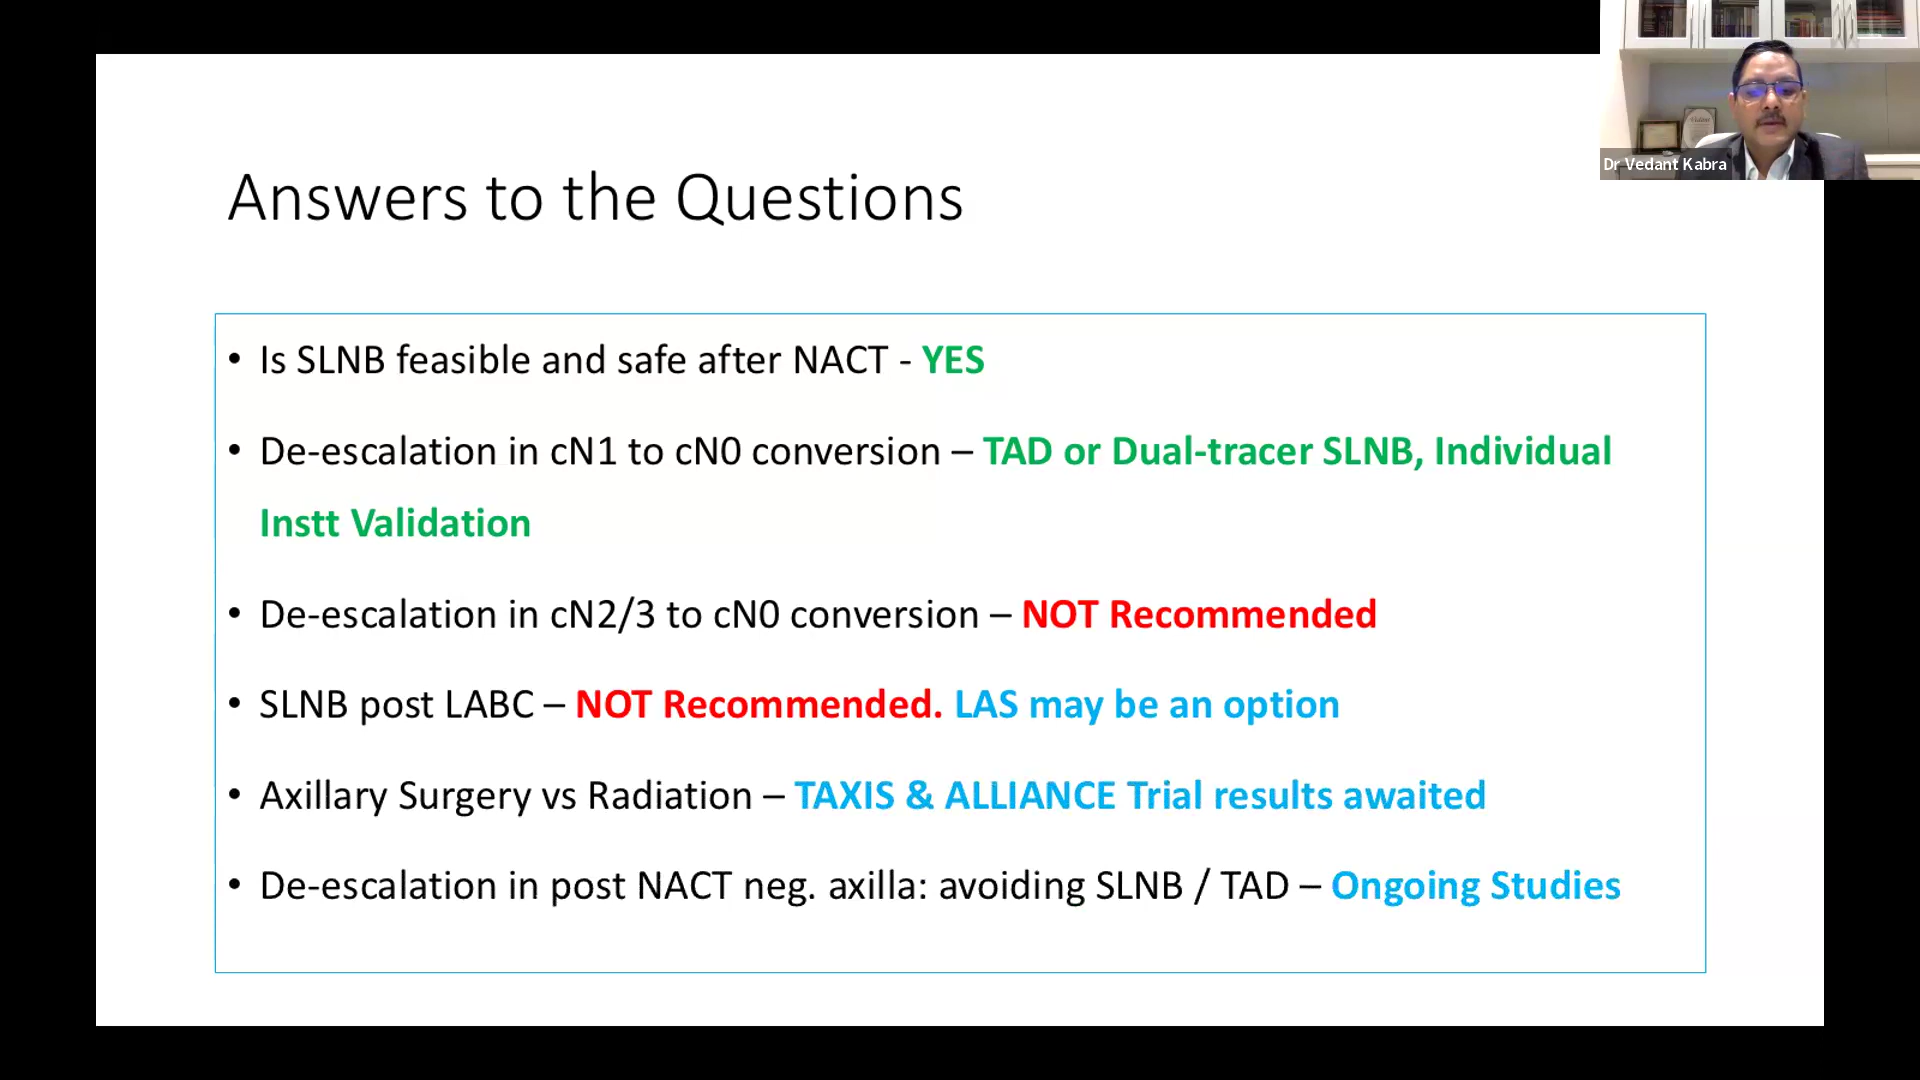 Dr Vedant Kabra
Answers to the Questions
• Is SLNB feasible and safe after NACT - YES
• De-escalation in cN1 to cN0 conversion – TAD or Dual-tracer SLNB, Individual
Instt Validation
• De-escalation in cN2/3 to cN0 conversion – NOT Recommended
• SLNB post LABC – NOT Recommended. LAS may be an option
• Axillary Surgery vs Radiation – TAXIS & ALLIANCE Trial results awaited
• De-escalation in post NACT neg. axilla: avoiding SLNB / TAD – Ongoing Studies